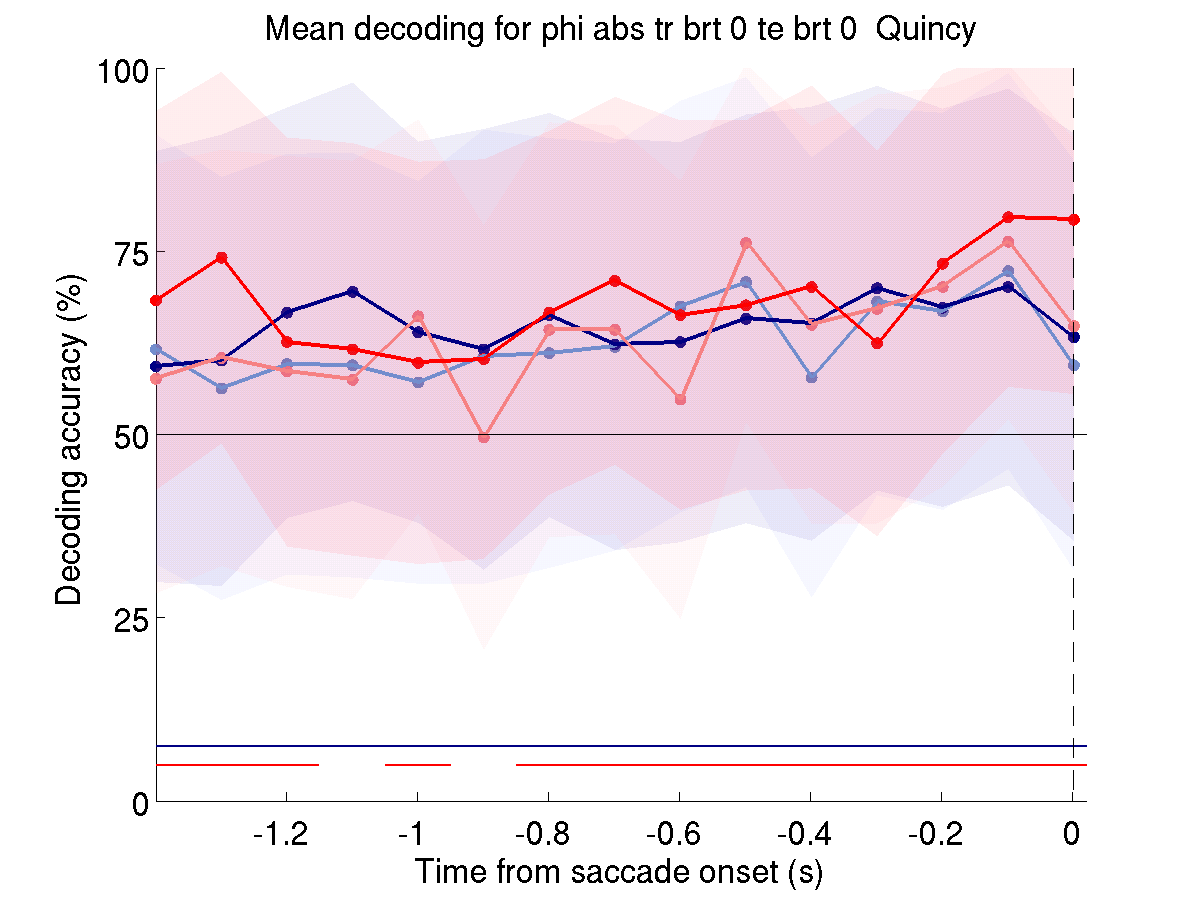 Mean decoding for phi abs tr brt 0 te brt 0  Quincy
100
75
50
25
0
Decoding accuracy (%)
-1.2 -1 -0.8 -0.6 -0.4 -0.2 0
Time from saccade onset (s)